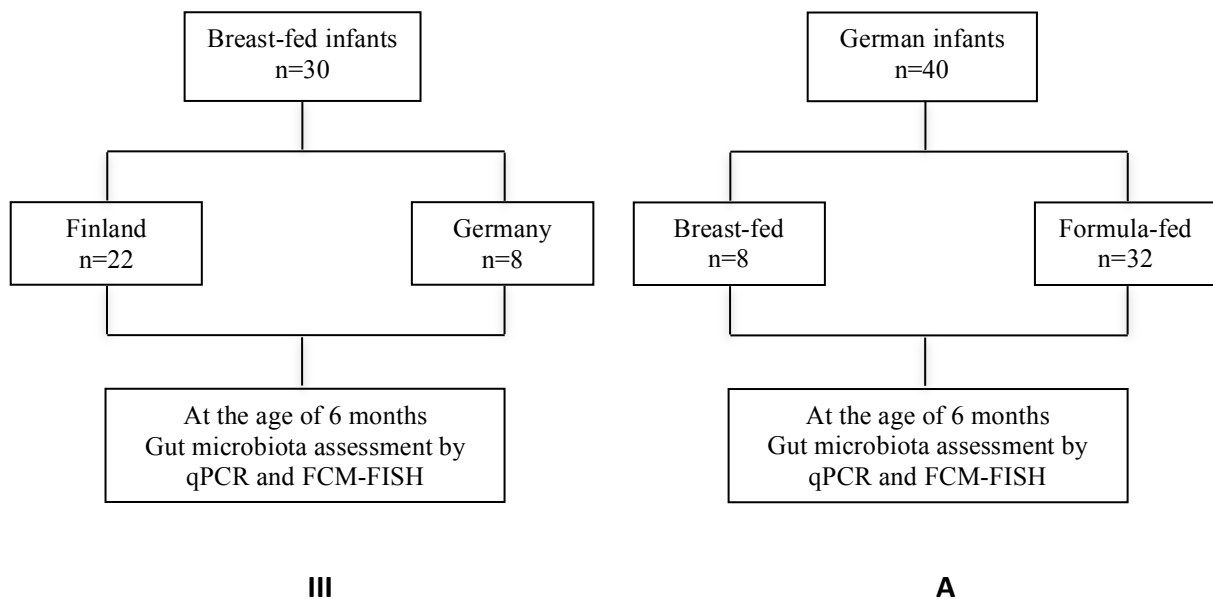 Breast-fed infants
n=30
Finland
n=22
Germany
n=8
At the age of 6 months
Gut microbiota assessment by
qPCR and FCM-FISH
III
German infants
n=40
Breast-fed
n=8
Formula-fed
n=32
At the age of 6 months
Gut microbiota assessment by
qPCR and FCM-FISH
A